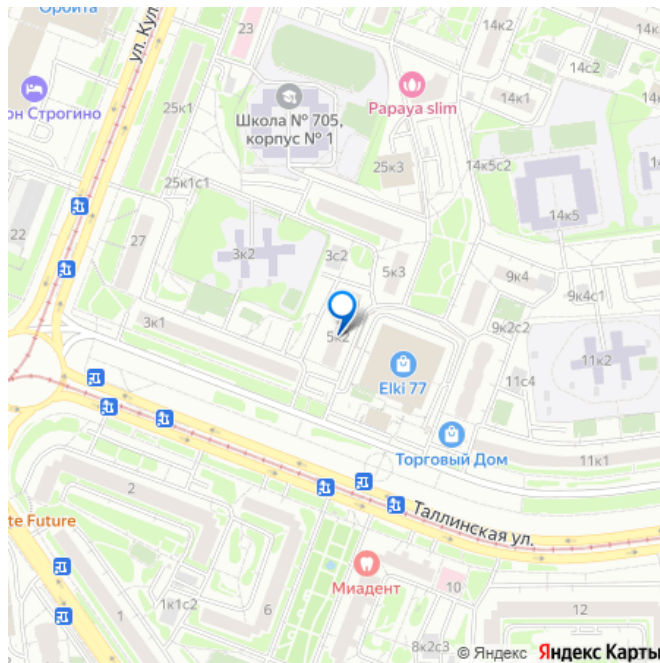 Орбита
ул. Кул
23
14к2
14с2
14к1
он Строгино
Школа № 705,
корпус № 1
Papaya slim
25к1
25к3
14к5с2
14к5
25к1с1
22
27
3к2
3с2
5к3
9к4
9к4с1
3к1
5к2
9к2с2
11к2
Elki 77
11с4
Торговый Дом
11к1
2
te Future
Таллинская ул.
Миадент
10
1
1к1с2
6
8к2с3
12
© Яндекс Яндекс Карты